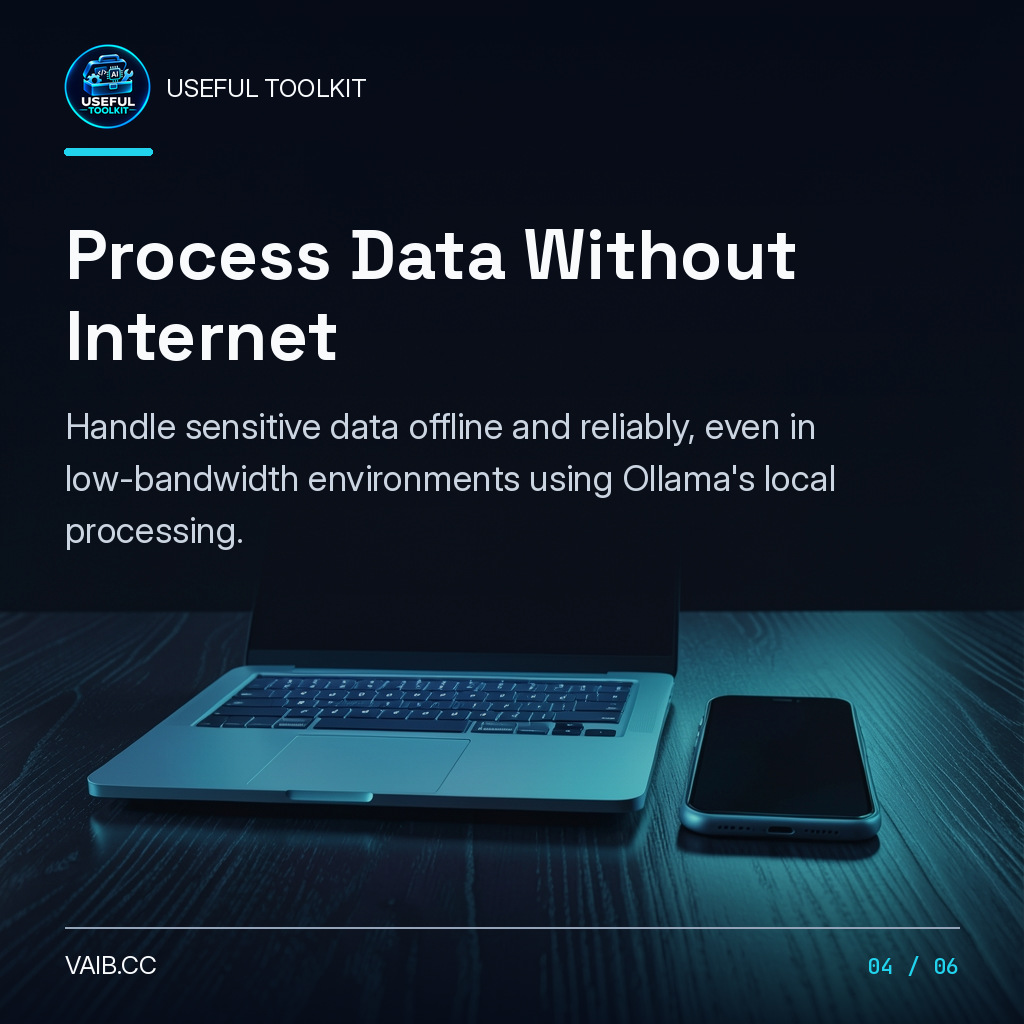 </> AI
USEFUL
TOOLKIT
USEFUL TOOLKIT
Process Data Without
Internet
Handle sensitive data offline and reliably, even in
low-bandwidth environments using Ollama's local
processing.
VAIB.CC
04 / 06